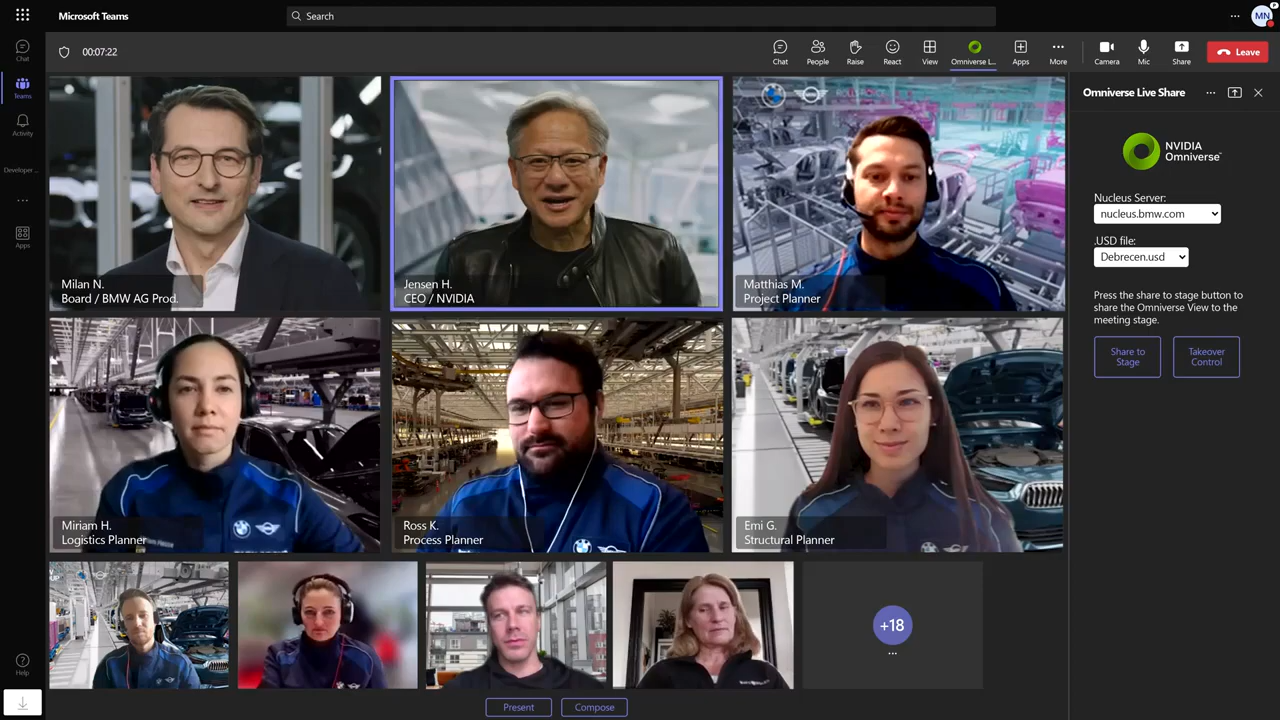 Microsoft Teams
Search
MN
Chat
Teams
Activity
Developer ...
Apps
Help
00:07:22
Chat
People
Raise
React
View
Omniverse L...
Apps
More
Camera
Mic
Share
Leave
Milan N.
Board / BMW AG Prod.
Jensen H.
CEO / NVIDIA
Matthias M.
Project Planner
Miriam H.
Logistics Planner
Ross K.
Process Planner
Emi G.
Structural Planner
+18
...
Present
Compose
Omniverse Live Share
NVIDIA
Omniverse™
Nucleus Server:
nucleus.bmw.com
.USD file:
Debrecen.usd
Press the share to stage button to
share the Omniverse View to the
meeting stage.
Share to
Stage
Takeover
Control